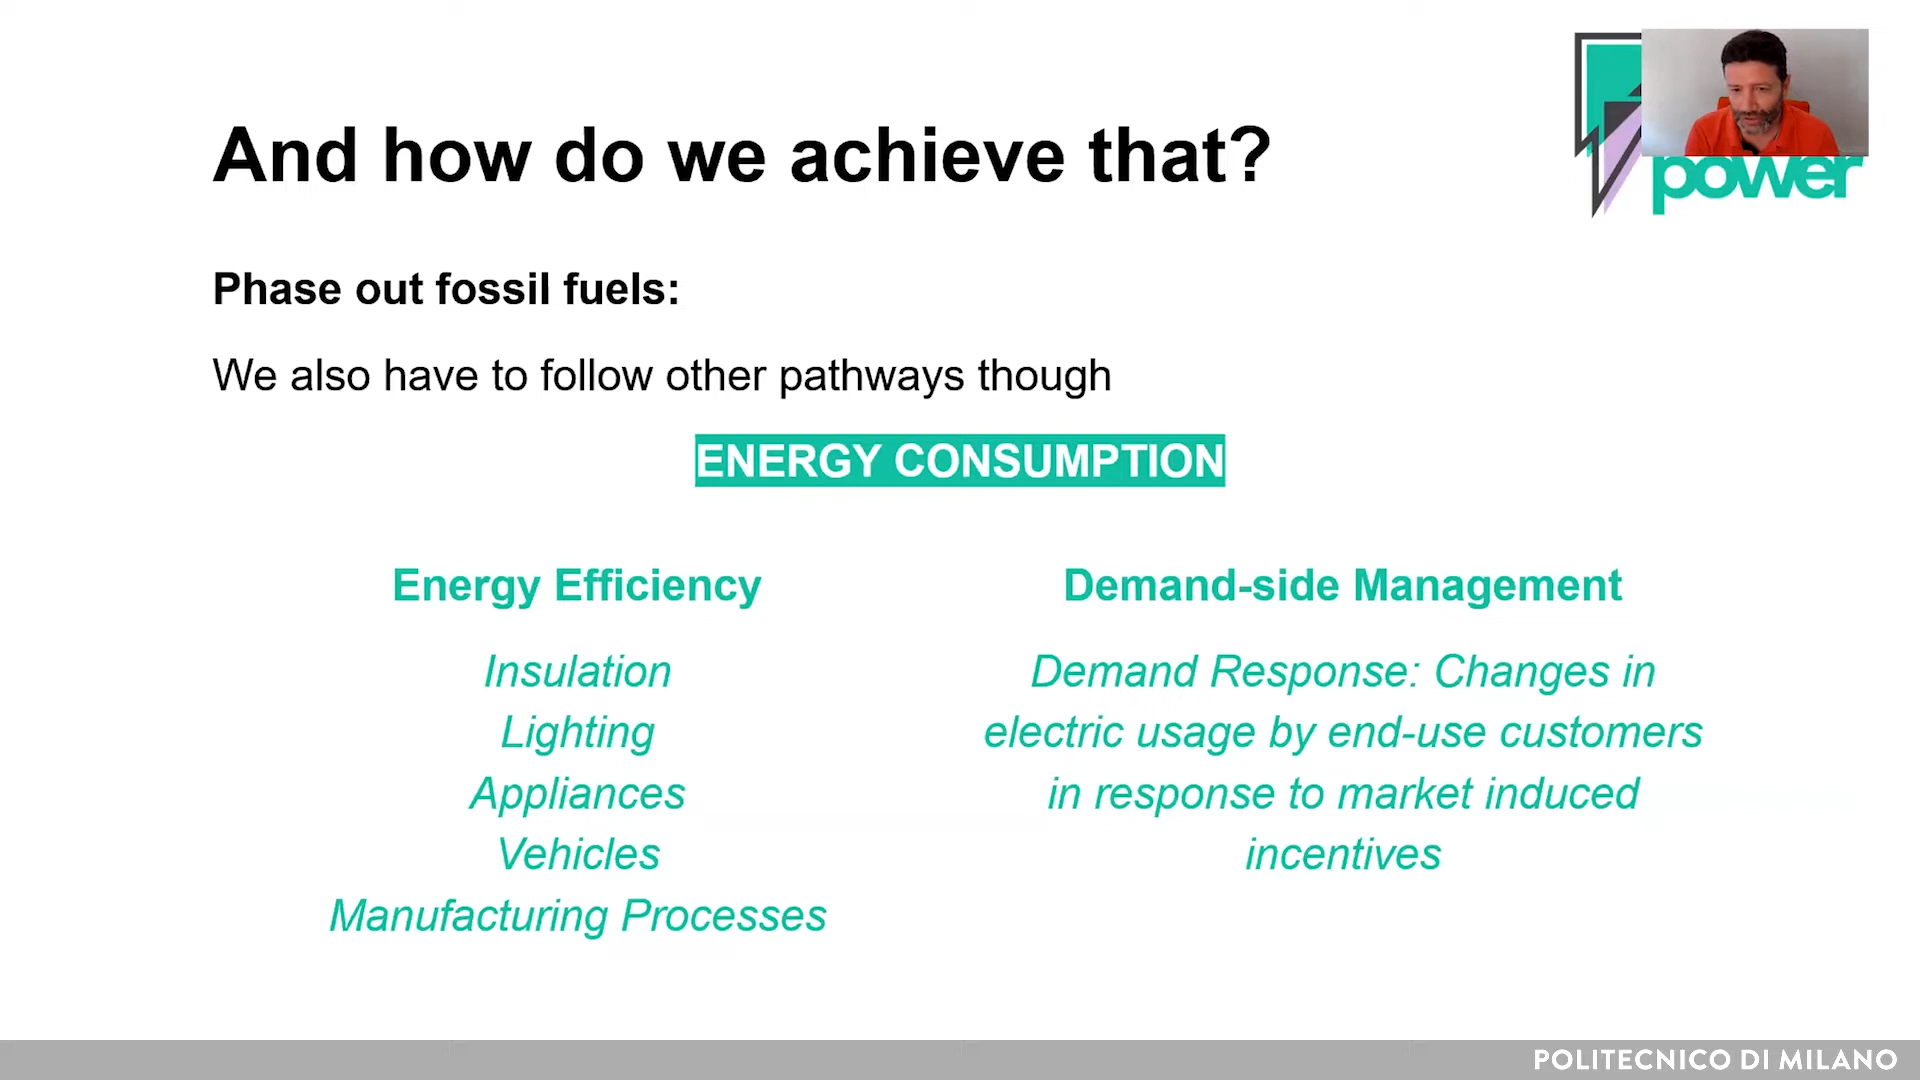 And how do we achieve that?
power
Phase out fossil fuels:
We also have to follow other pathways though
ENERGY CONSUMPTION
Energy Efficiency
Insulation
Lighting
Appliances
Vehicles
Manufacturing Processes
Demand-side Management
Demand Response: Changes in
electric usage by end-use customers
in response to market induced
incentives
POLITECNICO DI MILANO